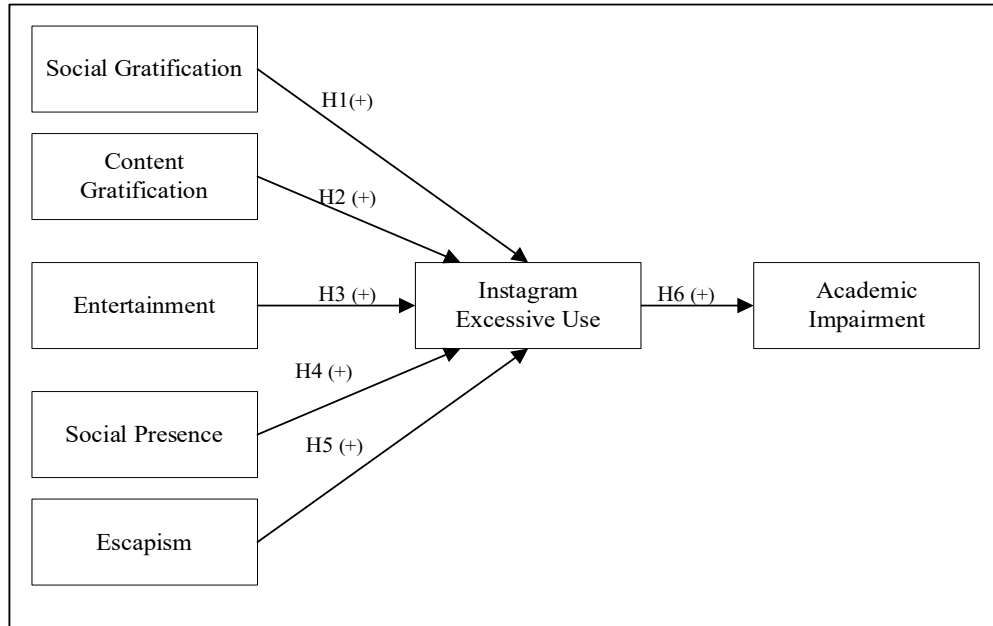 Social Gratification
H1(+)
Content
Gratification
H2 (+)
Entertainment
H3 (+)
Instagram
Excessive Use
H6 (+)
Academic
Impairment
H4 (+)
Social Presence
H5 (+)
Escapism